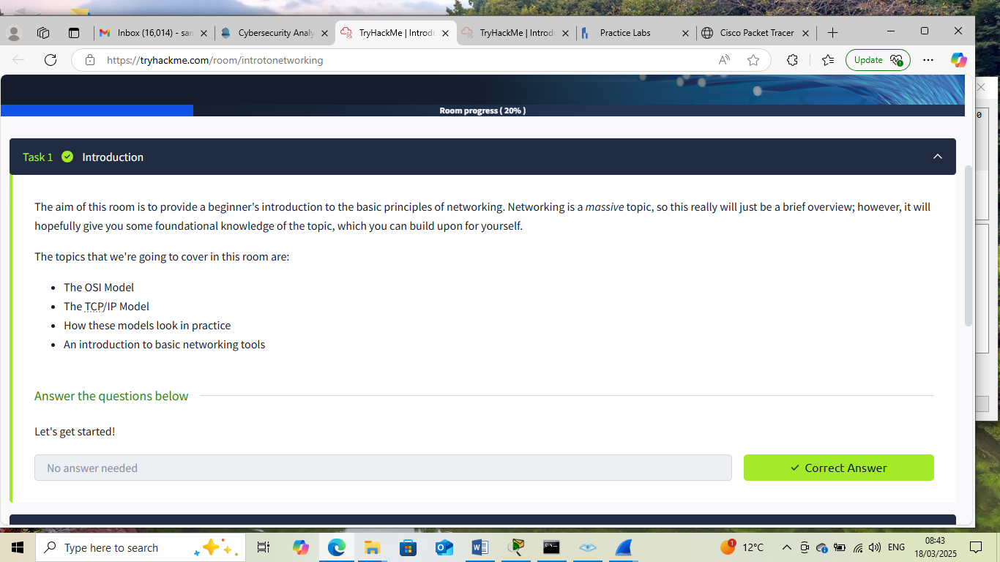 Inbox (16,014) - san
Cybersecurity Analy
TryHackMe | Introdu
TryHackMe | Introdu
Practice Labs
Cisco Packet Tracer
https://tryhackme.com/room/introtonetworking
Update
0
Room progress ( 20% )
Task 1 Introduction
The aim of this room is to provide a beginner's introduction to the basic principles of networking. Networking is a massive topic, so this really will just be a brief overview; however, it will
hopefully give you some foundational knowledge of the topic, which you can build upon for yourself.
The topics that we're going to cover in this room are:
• The OSI Model
• The TCP/IP Model
• How these models look in practice
• An introduction to basic networking tools
Answer the questions below
Let's get started!
No answer needed
Correct Answer
Type here to search
1
12°C
ENG
08:43
18/03/2025